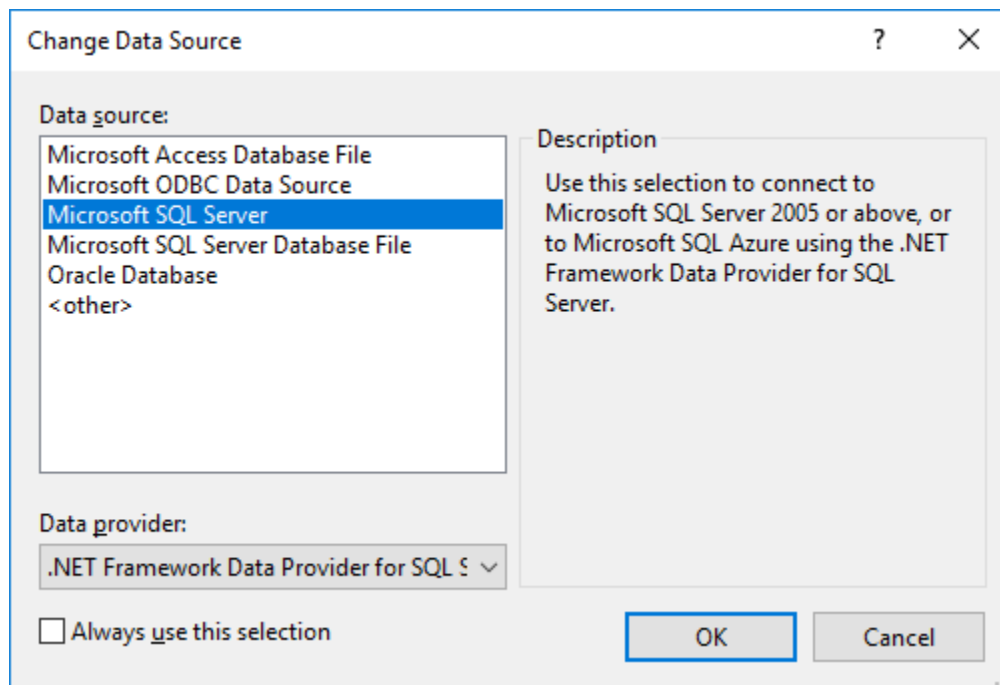 Change Data Source
?
Data source:
Microsoft Access Database File
Microsoft ODBC Data Source
Microsoft SQL Server
Microsoft SQL Server Database File
Oracle Database
<other>
Description
Use this selection to connect to
Microsoft SQL Server 2005 or above, or
to Microsoft SQL Azure using the .NET
Framework Data Provider for SQL
Server.
Data provider:
.NET Framework Data Provider for SQL S
Always use this selection
OK
Cancel